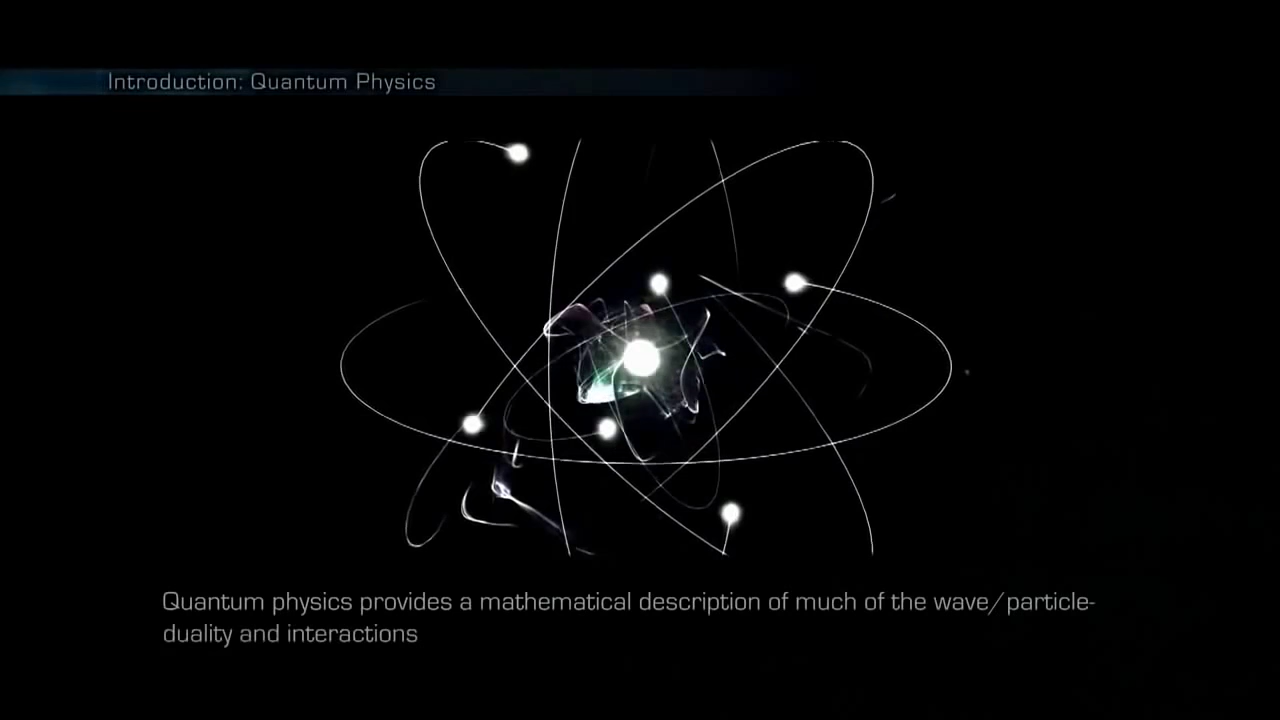 Introduction: Quantum Physics
Quantum physics provides a mathematical description of much of the wave/particle-
duality and interactions